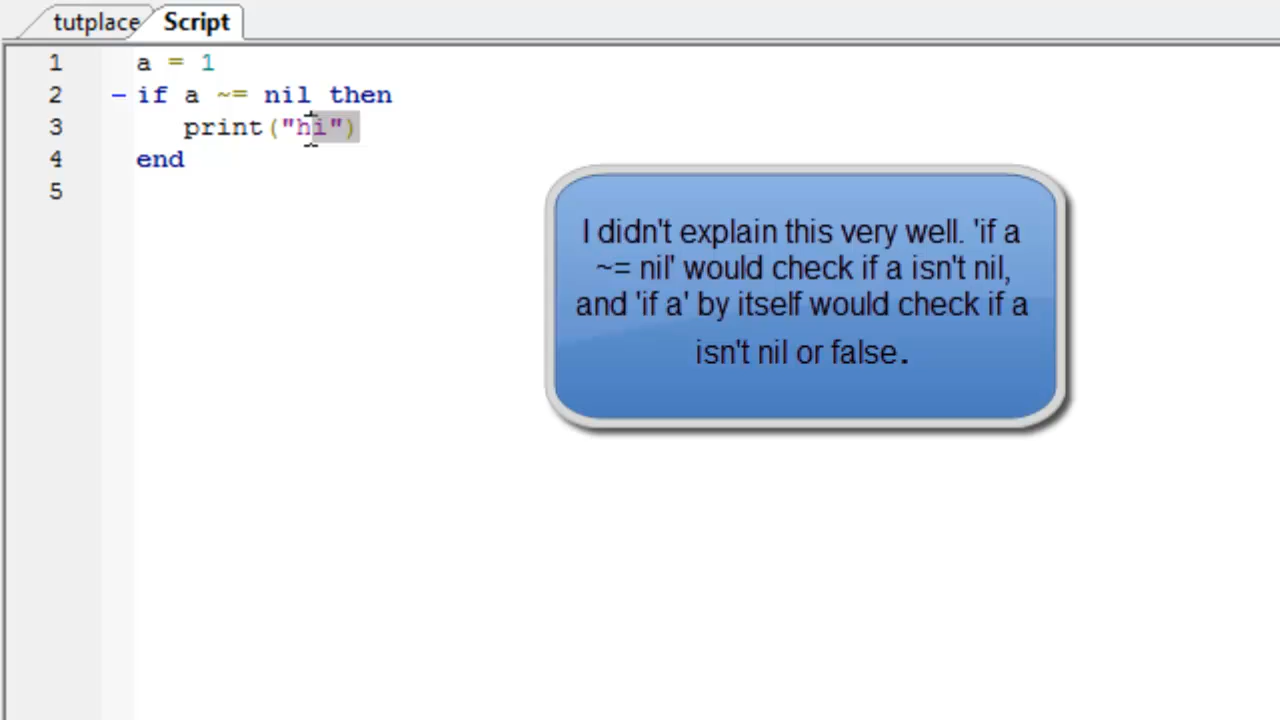 tutplace Script
1 a = 1
2 if a ~= nil then
3 print("hi")
4 end
5
I didn't explain this very well. 'if a
~= nil' would check if a isn't nil,
and 'if a' by itself would check if a
isn't nil or false.